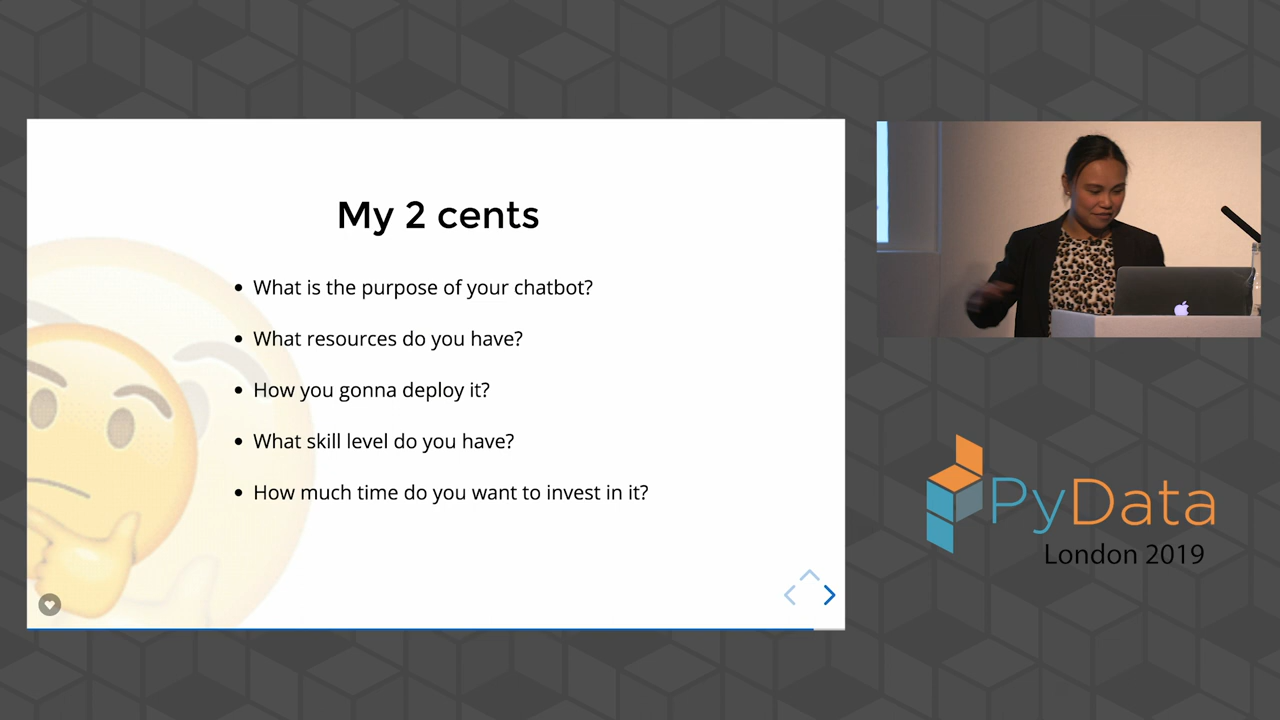 My 2 cents
What is the purpose of your chatbot?
What resources do you have?
How you gonna deploy it?
What skill level do you have?
How much time do you want to invest in it?
PyData
London 2019